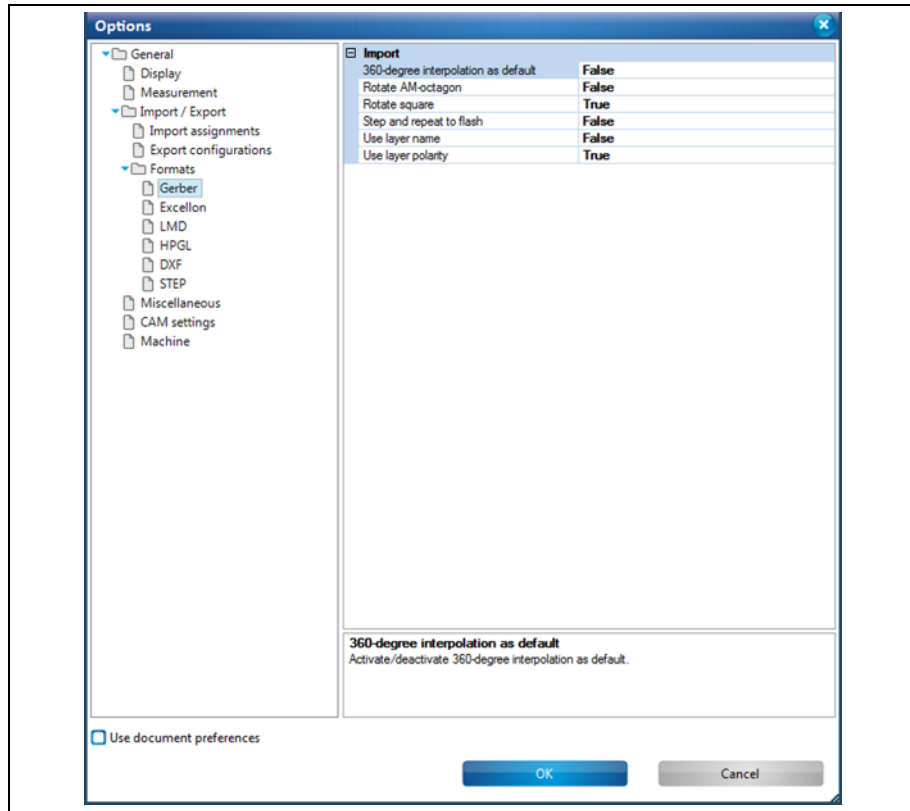 Options
General
Display
Measurement
Import / Export
Import assignments
Export configurations
Formats
Gerber
Excellon
LMD
HPGL
DXF
STEP
Miscellaneous
CAM settings
Machine
Import
360-degree interpolation as default False
Rotate AM-octagon False
Rotate square True
Step and repeat to flash False
Use layer name False
Use layer polarity True
360-degree interpolation as default
Activate/deactivate 360-degree interpolation as default.
Use document preferences
OK Cancel